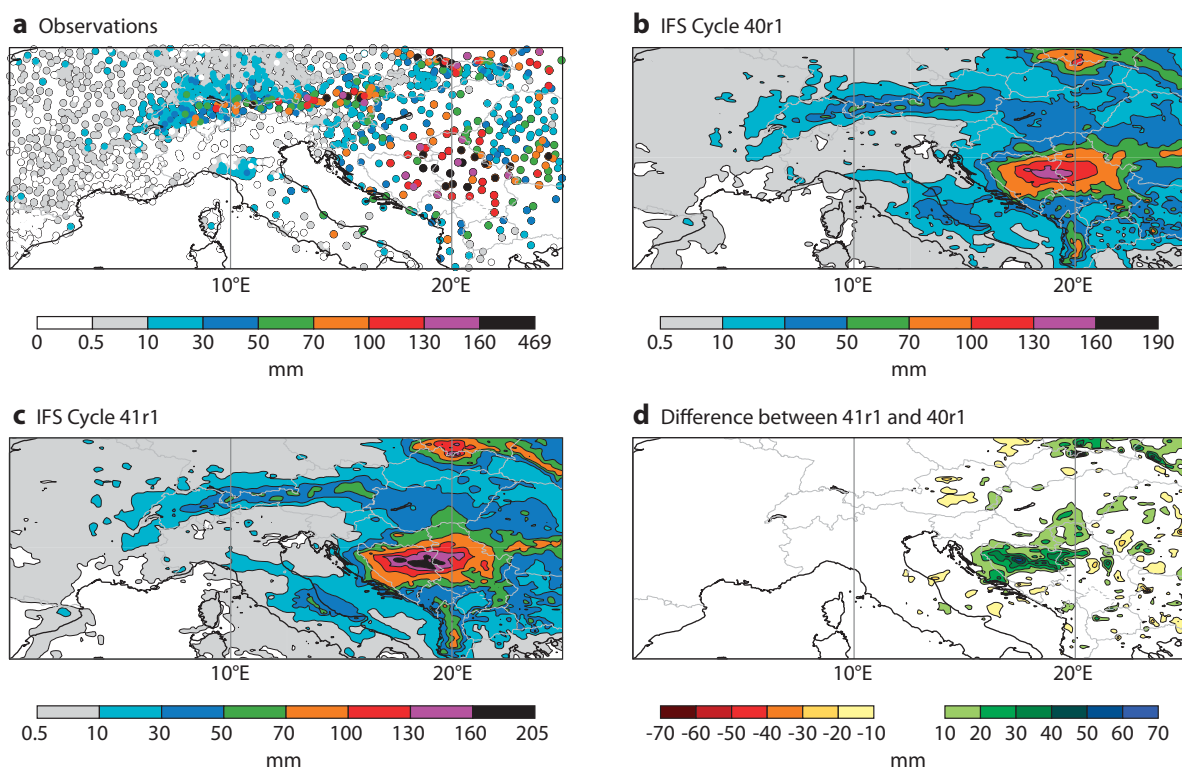 a Observations
b IFS Cycle 40r1
10°E 20°E
10°E 20°E
0 0.5 10 30 50 70 100 130 160 469
mm
0.5 10 30 50 70 100 130 160 190
mm
c IFS Cycle 41r1
d Difference between 41r1 and 40r1
10°E 20°E
10°E 20°E
0.5 10 30 50 70 100 130 160 205
mm
-70 -60 -50 -40 -30 -20 -10 10 20 30 40 50 60 70
mm